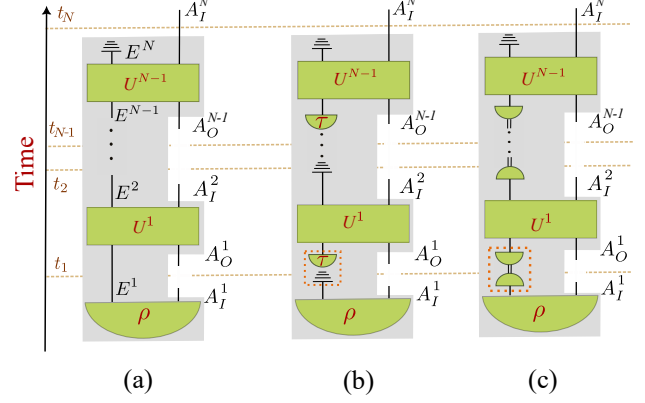 t_N A_I^N A_I^N A_I^N
E^N
U^{N-1} U^{N-1} U^{N-1}
E^{N-1} A_O^{N-1} τ A_O^{N-1} A_O^{N-1}
t_{N-1}
Time
t_2 E^2 A_I^2 A_I^2 A_I^2
U^1 U^1 U^1
t_1 A_O^1 τ A_O^1 A_O^1
E^1 A_I^1 A_I^1 A_I^1
ρ ρ ρ
(a) (b) (c)